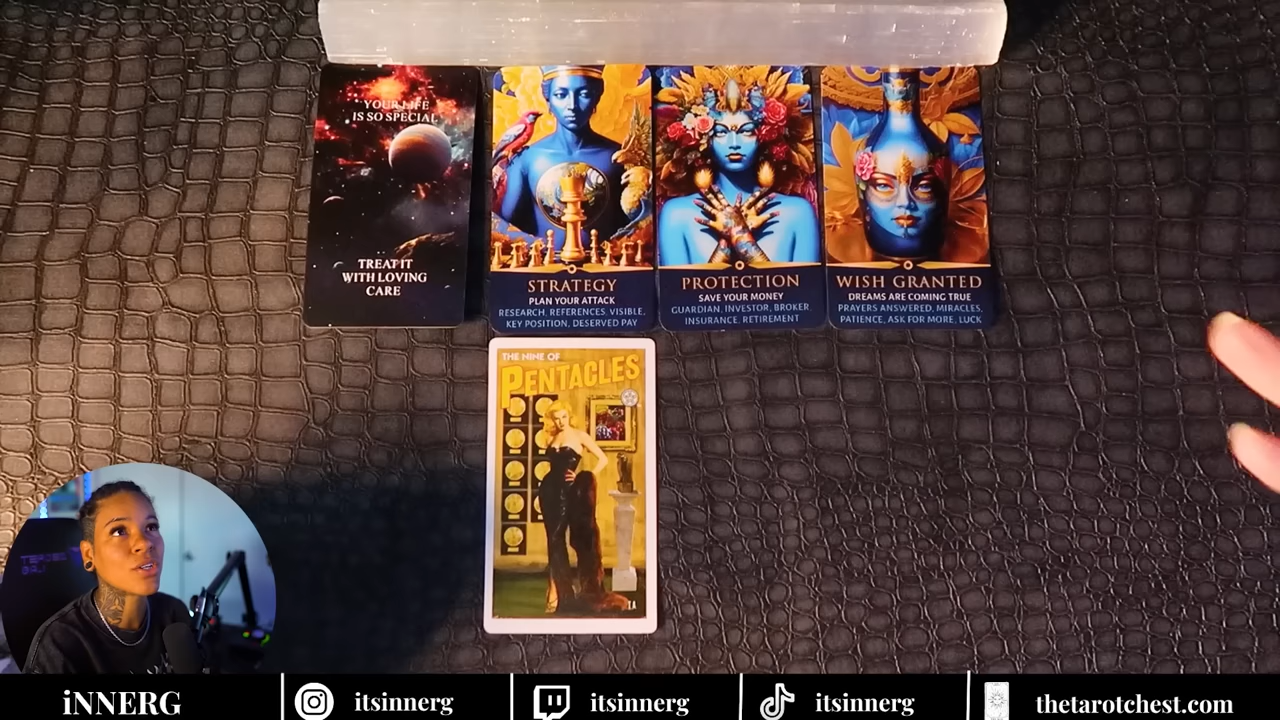 YOUR LIFE
IS SO SPECIAL
TREAT IT
WITH LOVING
CARE
STRATEGY
PLAN YOUR ATTACK
RESEARCH, REFERENCES, VISIBLE,
KEY POSITION, DESERVED PAY
PROTECTION
SAVE YOUR MONEY
GUARDIAN, INVESTOR, BROKER,
INSURANCE, RETIREMENT
WISH GRANTED
DREAMS ARE COMING TRUE
PRAYERS ANSWERED, MIRACLES,
PATIENCE, ASK FOR MORE, LUCK
THE NINE OF
PENTACLES
iNNERG
itsinnerg
itsinnerg
itsinnerg
thetarotchest.com